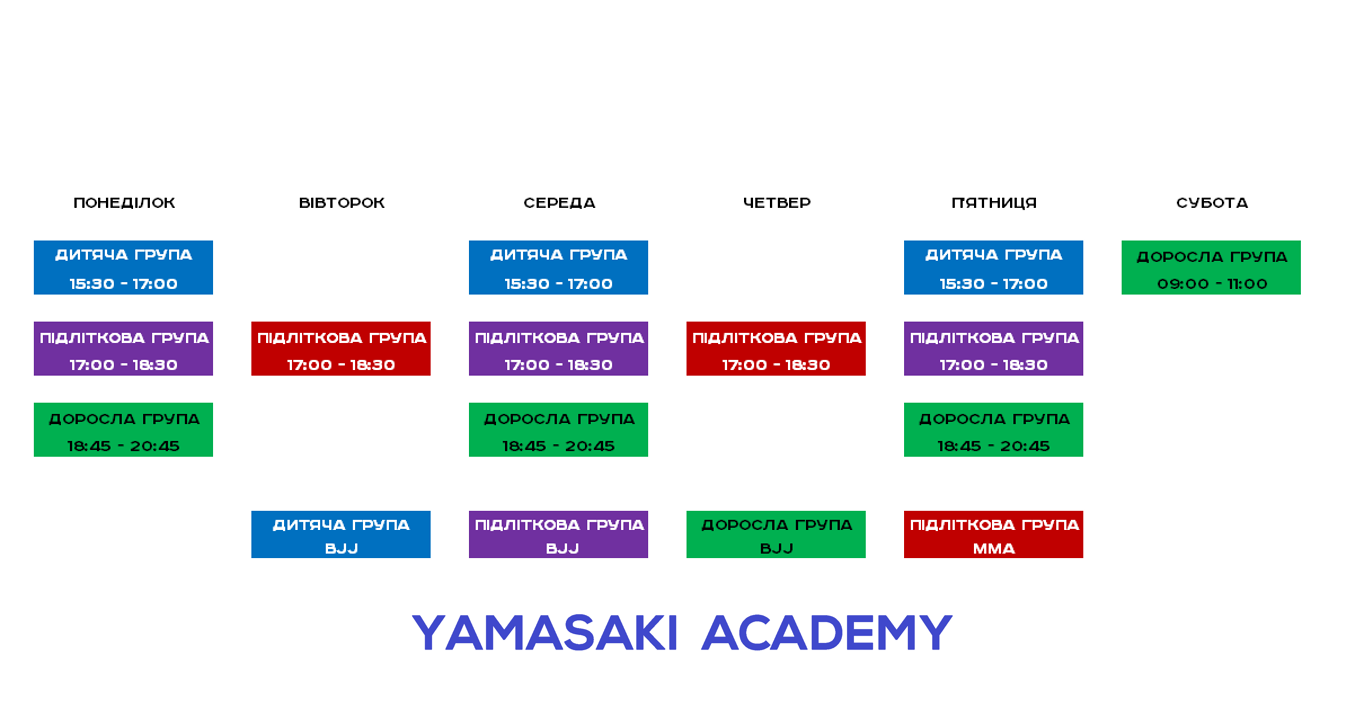 ПОНЕДІЛОК ВІВТОРОК СЕРЕДА ЧЕТВЕР П'ЯТНИЦЯ СУБОТА
ДИТЯЧА ГРУПА ДИТЯЧА ГРУПА ДИТЯЧА ГРУПА ДОРОСЛА ГРУПА
15:30 - 17:00 15:30 - 17:00 15:30 - 17:00 09:00 - 11:00
ПІДЛІТКОВА ГРУПА ПІДЛІТКОВА ГРУПА ПІДЛІТКОВА ГРУПА ПІДЛІТКОВА ГРУПА ПІДЛІТКОВА ГРУПА
17:00 - 18:30 17:00 - 18:30 17:00 - 18:30 17:00 - 18:30 17:00 - 18:30
ДОРОСЛА ГРУПА ДОРОСЛА ГРУПА ДОРОСЛА ГРУПА
18:45 - 20:45 18:45 - 20:45 18:45 - 20:45
ДИТЯЧА ГРУПА ПІДЛІТКОВА ГРУПА ДОРОСЛА ГРУПА ПІДЛІТКОВА ГРУПА
BJJ BJJ BJJ MMA
YAMASAKI ACADEMY